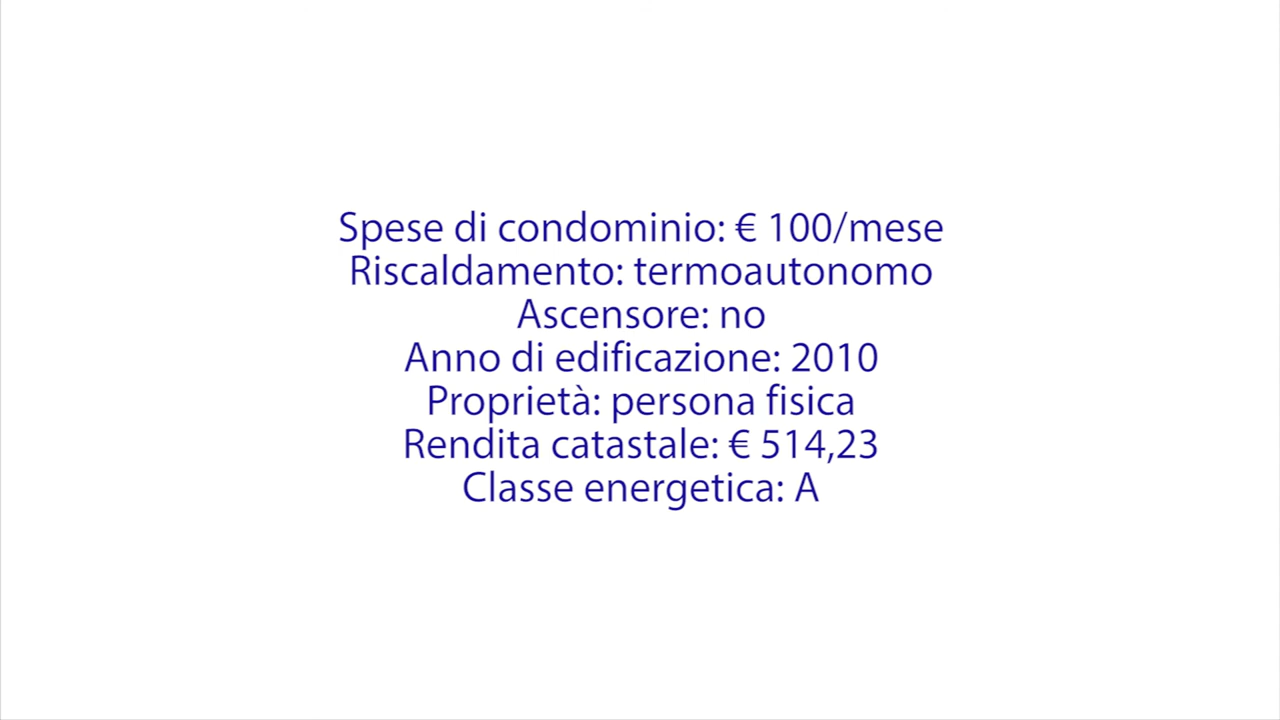 Spese di condominio: € 100/mese
Riscaldamento: termoautonomo
Ascensore: no
Anno di edificazione: 2010
Proprietà: persona fisica
Rendita catastale: € 514,23
Classe energetica: A